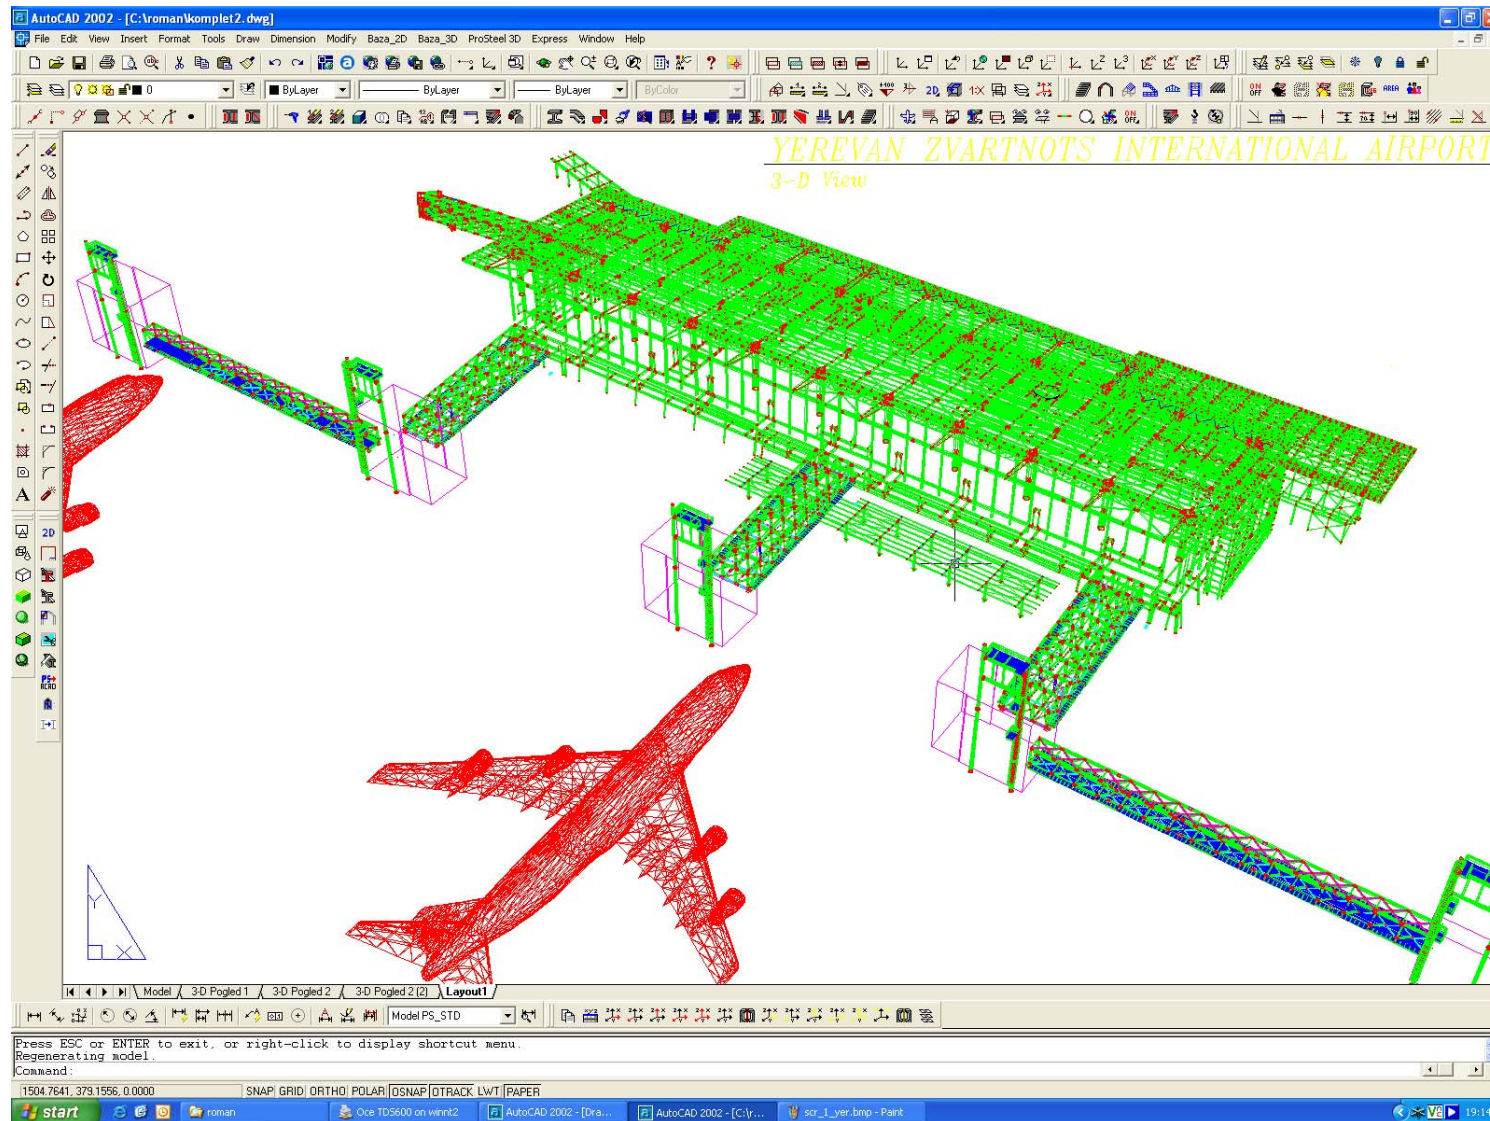 AutoCAD 2002 - [C:\roman\komplet2.dwg]
File Edit View Insert Format Tools Draw Dimension Modify Baza_2D Baza_3D ProSteel 3D Express Window Help
0 ByLayer ByLayer ByLayer ByColor
YEREVAN ZVARTNOTS INTERNATIONAL AIRPORT
3-D View
Model 3-D Pogled 1 3-D Pogled 2 3-D Pogled 2 (2) Layout1
Model PS_STD
Press ESC or ENTER to exit, or right-click to display shortcut menu.
Regenerating model.
Command:
1504.7641, 379.1556, 0.0000 SNAP GRID ORTHO POLAR OSNAP OTRACK LWT PAPER
start roman Oce TDS600 on winnt2 AutoCAD 2002 - [Dra... AutoCAD 2002 - [C:\r... scr_1_yer.bmp - Paint 19:14